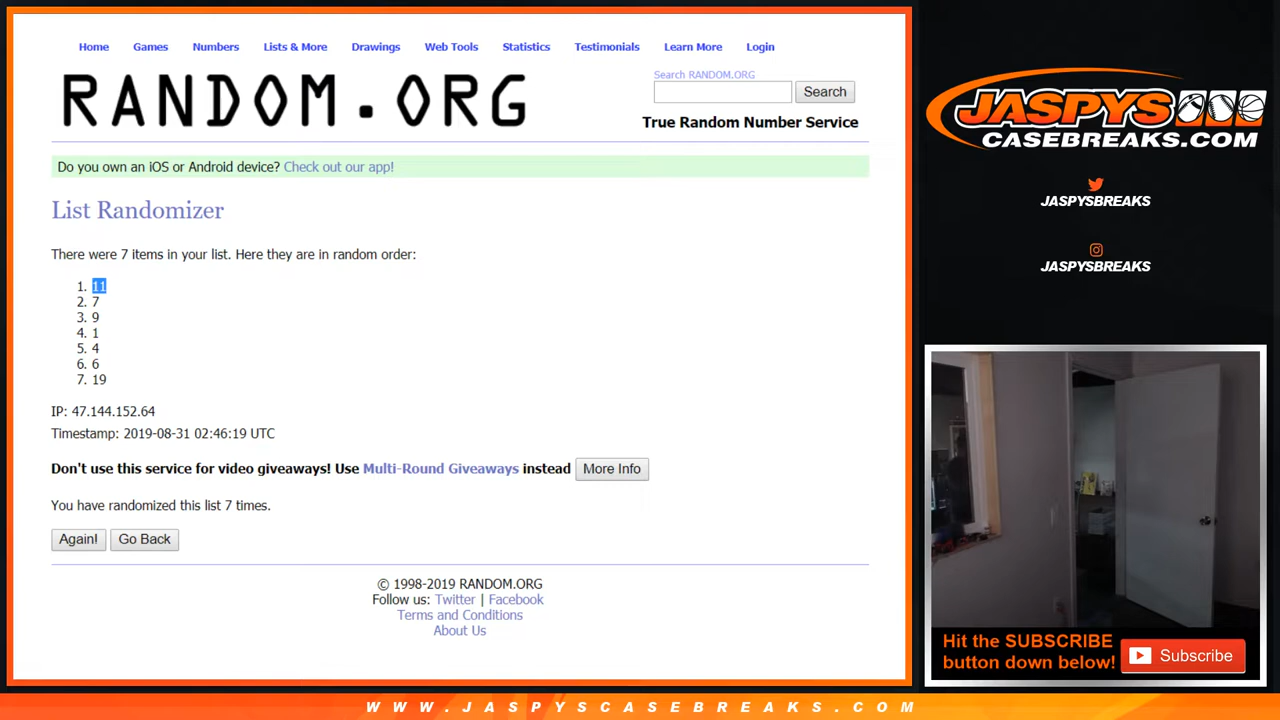 Home Games Numbers Lists & More Drawings Web Tools Statistics Testimonials Learn More Login
RANDOM.ORG
Search RANDOM.ORG
Search
True Random Number Service
Do you own an iOS or Android device? Check out our app!
List Randomizer
There were 7 items in your list. Here they are in random order:
1. 11
2. 7
3. 9
4. 1
5. 4
6. 6
7. 19
IP: 47.144.152.64
Timestamp: 2019-08-31 02:46:19 UTC
Don't use this service for video giveaways! Use Multi-Round Giveaways instead More Info
You have randomized this list 7 times.
Again! Go Back
© 1998-2019 RANDOM.ORG
Follow us: Twitter | Facebook
Terms and Conditions
About Us
JASPYS
CASEBREAKS.COM
JASPYSBREAKS
JASPYSBREAKS
Hit the SUBSCRIBE
button down below!
Subscribe
WWW.JASPYSCASEBREAKS.COM